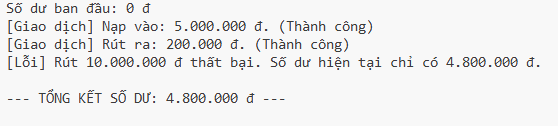 Số dư ban đầu: 0 đ
[Giao dịch] Nạp vào: 5.000.000 đ. (Thành công)
[Giao dịch] Rút ra: 200.000 đ. (Thành công)
[Lỗi] Rút 10.000.000 đ thất bại. Số dư hiện tại chỉ có 4.800.000 đ.
--- TỔNG KẾT SỐ DƯ: 4.800.000 đ ---